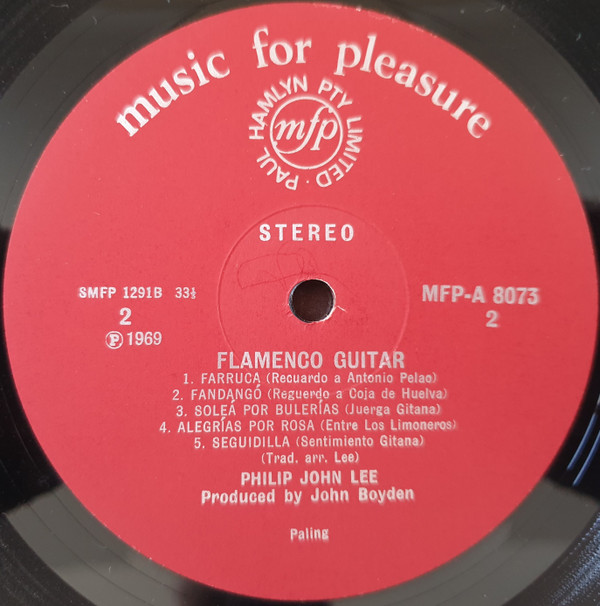 music for pleasure
PAUL HAMLYN PTY LIMITED ·
mfp
STEREO
SMFP 1291B 33⅓
2
Ⓟ 1969
MFP-A 8073
2
FLAMENCO GUITAR
1. FARRUCA (Recuardo a Antonio Pelao)
2. FANDANGÓ (Reguerdo a Coja de Huelva)
3. SOLEÁ POR BULERÍAS (Juerga Gitana)
4. ALEGRÍAS POR ROSA (Entre Los Limoneros)
5. SEGUIDILLA (Sentimiento Gitana)
(Trad. arr. Lee)
PHILIP JOHN LEE
Produced by John Boyden
Paling